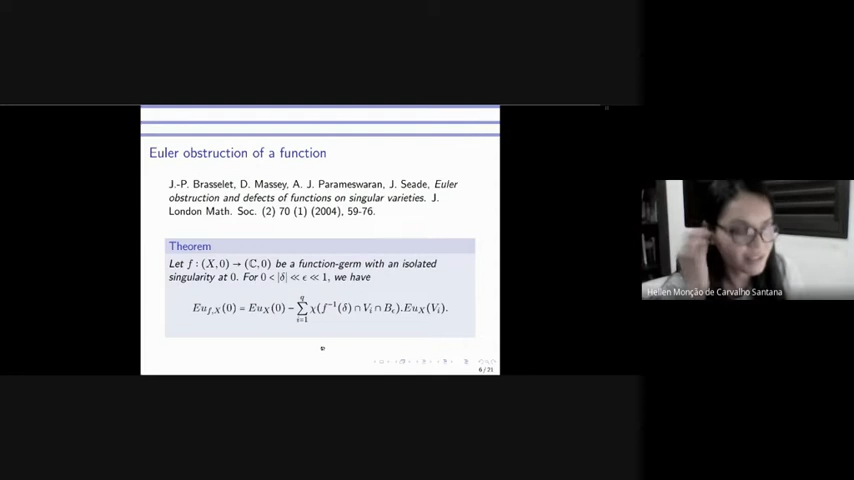 Euler obstruction of a function
J.-P. Brasselet, D. Massey, A. J. Parameswaran, J. Seade, Euler
obstruction and defects of functions on singular varieties. J.
London Math. Soc. (2) 70 (1) (2004), 59-76.
Theorem
Let f : (X, 0) → (ℂ, 0) be a function-germ with an isolated
singularity at 0. For 0 < |δ| ≪ ϵ ≪ 1, we have
Eu_{f,X}(0) = Eu_X(0) − ∑_{i=1}^{q} χ(f^{-1}(δ) ∩ V_i ∩ B_ϵ).Eu_X(V_i).
6 / 71
Hellen Monção de Carvalho Santana